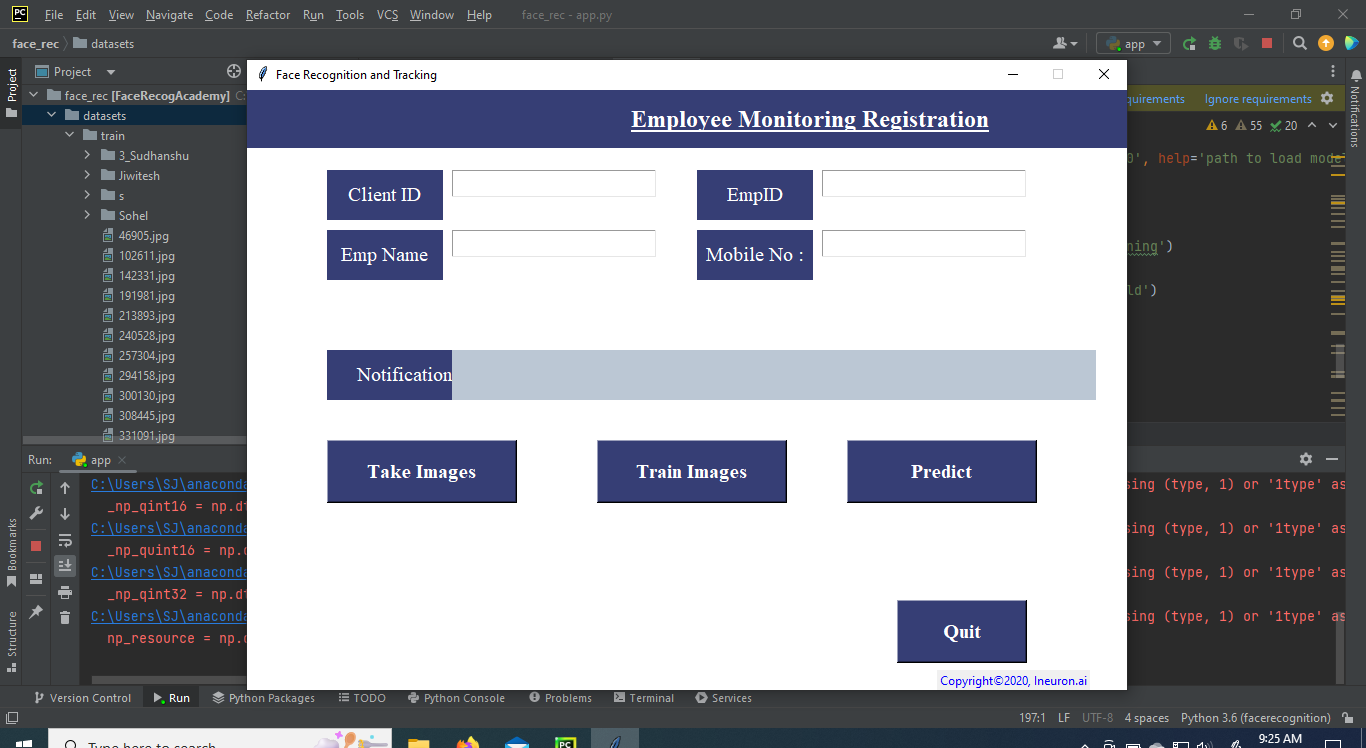 PC File Edit View Navigate Code Refactor Run Tools VCS Window Help face_rec - app.py
face_rec datasets app
Project
Project
face_rec [FaceRecogAcademy] C:
datasets
train
3_Sudhanshu
Jiwitesh
s
Sohel
46905.jpg
102611.jpg
142331.jpg
191981.jpg
213893.jpg
240528.jpg
257304.jpg
294158.jpg
300130.jpg
308445.jpg
331091.jpg
Face Recognition and Tracking
Employee Monitoring Registration
Client ID
EmpID
Emp Name
Mobile No :
Notification
Take Images
Train Images
Predict
Quit
Copyright©2020, Ineuron.ai
quirements Ignore requirements
6 55 20
0', help='path to load mode
ning')
ld')
Notifications
Run: app
C:\Users\SJ\anaconda
sing (type, 1) or '1type' as
_np_qint16 = np.dt
C:\Users\SJ\anaconda
sing (type, 1) or '1type' as
_np_quint16 = np.d
C:\Users\SJ\anaconda
sing (type, 1) or '1type' as
_np_qint32 = np.dt
C:\Users\SJ\anaconda
sing (type, 1) or '1type' as
np_resource = np.d
Bookmarks
Structure
Version Control Run Python Packages TODO Python Console Problems Terminal Services
197:1 LF UTF-8 4 spaces Python 3.6 (facerecognition)
Type here to search
PC
9:25 AM